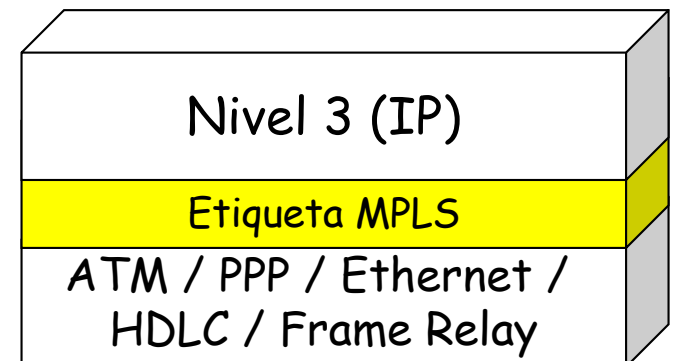 Nivel 3 (IP)
Etiqueta MPLS
ATM / PPP / Ethernet /
HDLC / Frame Relay